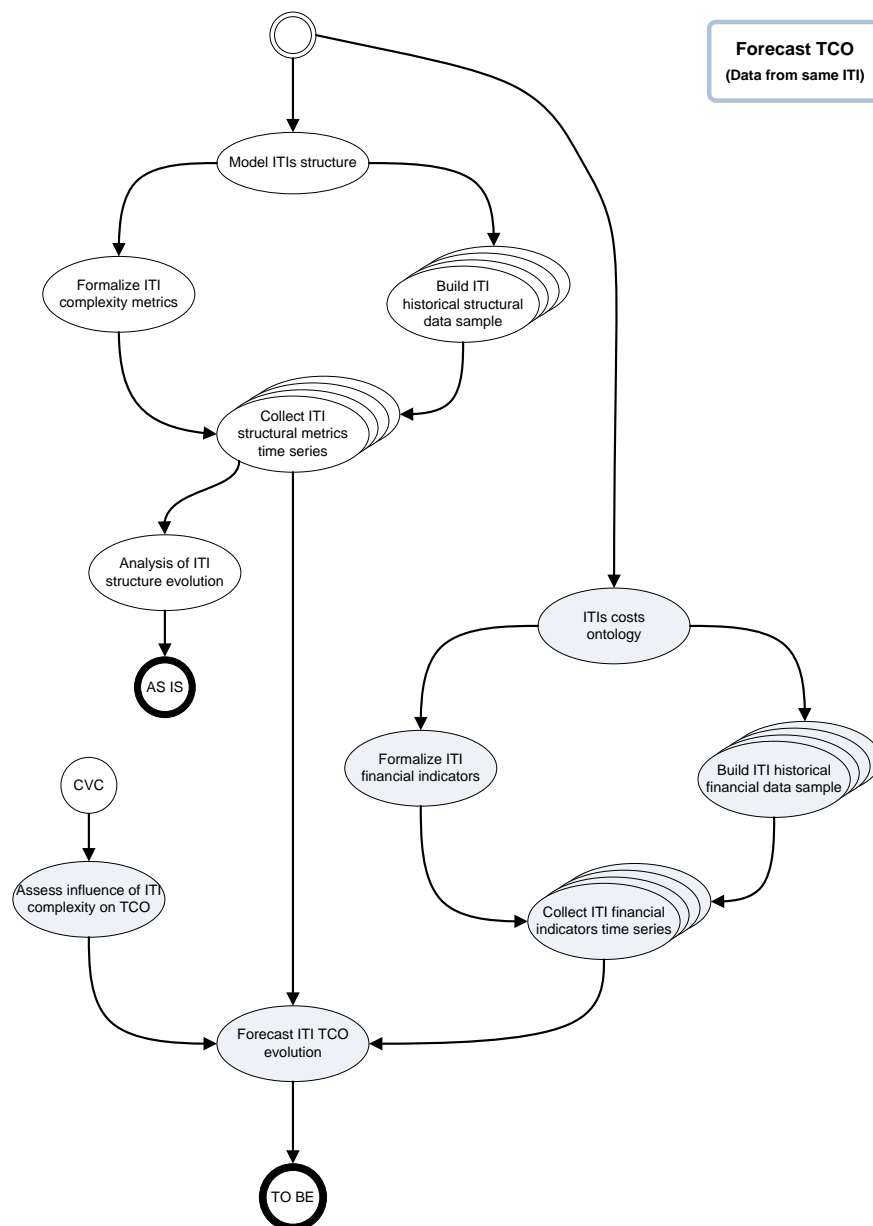 Forecast TCO
(Data from same ITI)
Model ITIs structure
Formalize ITI
complexity metrics
Build ITI
historical structural
data sample
Collect ITI
structural metrics
time series
Analysis of ITI
structure evolution
ITIs costs
ontology
AS IS
Formalize ITI
financial indicators
Build ITI historical
financial data sample
CVC
Assess influence of ITI
complexity on TCO
Collect ITI financial
indicators time series
Forecast ITI TCO
evolution
TO BE